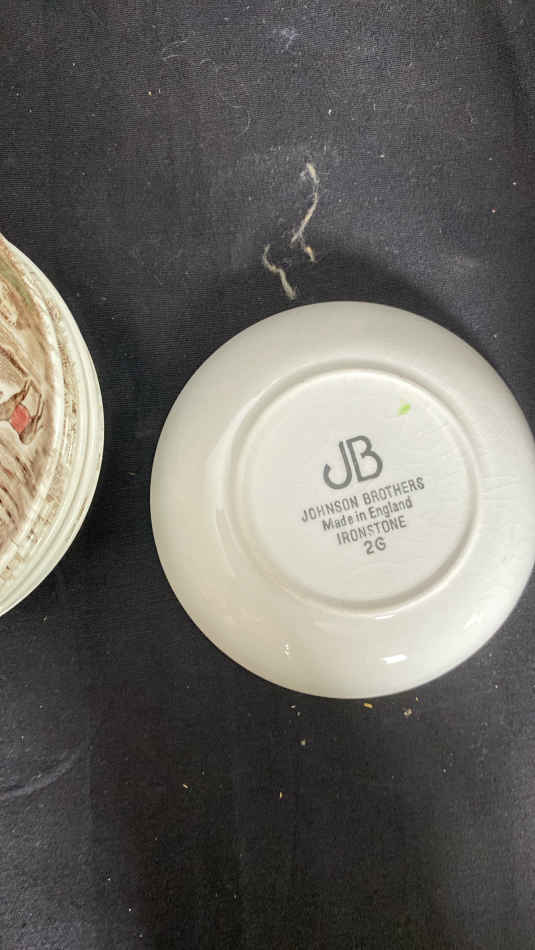 JB
JOHNSON BROTHERS
Made in England
IRONSTONE
2G